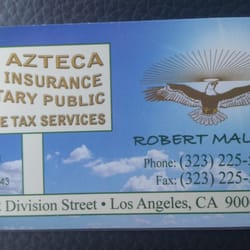 AZTECA
INSURANCE
TARY PUBLIC
E TAX SERVICES
ROBERT MAL
Phone: (323) 225-
Fax: (323) 225-
43
Division Street • Los Angeles, CA 900